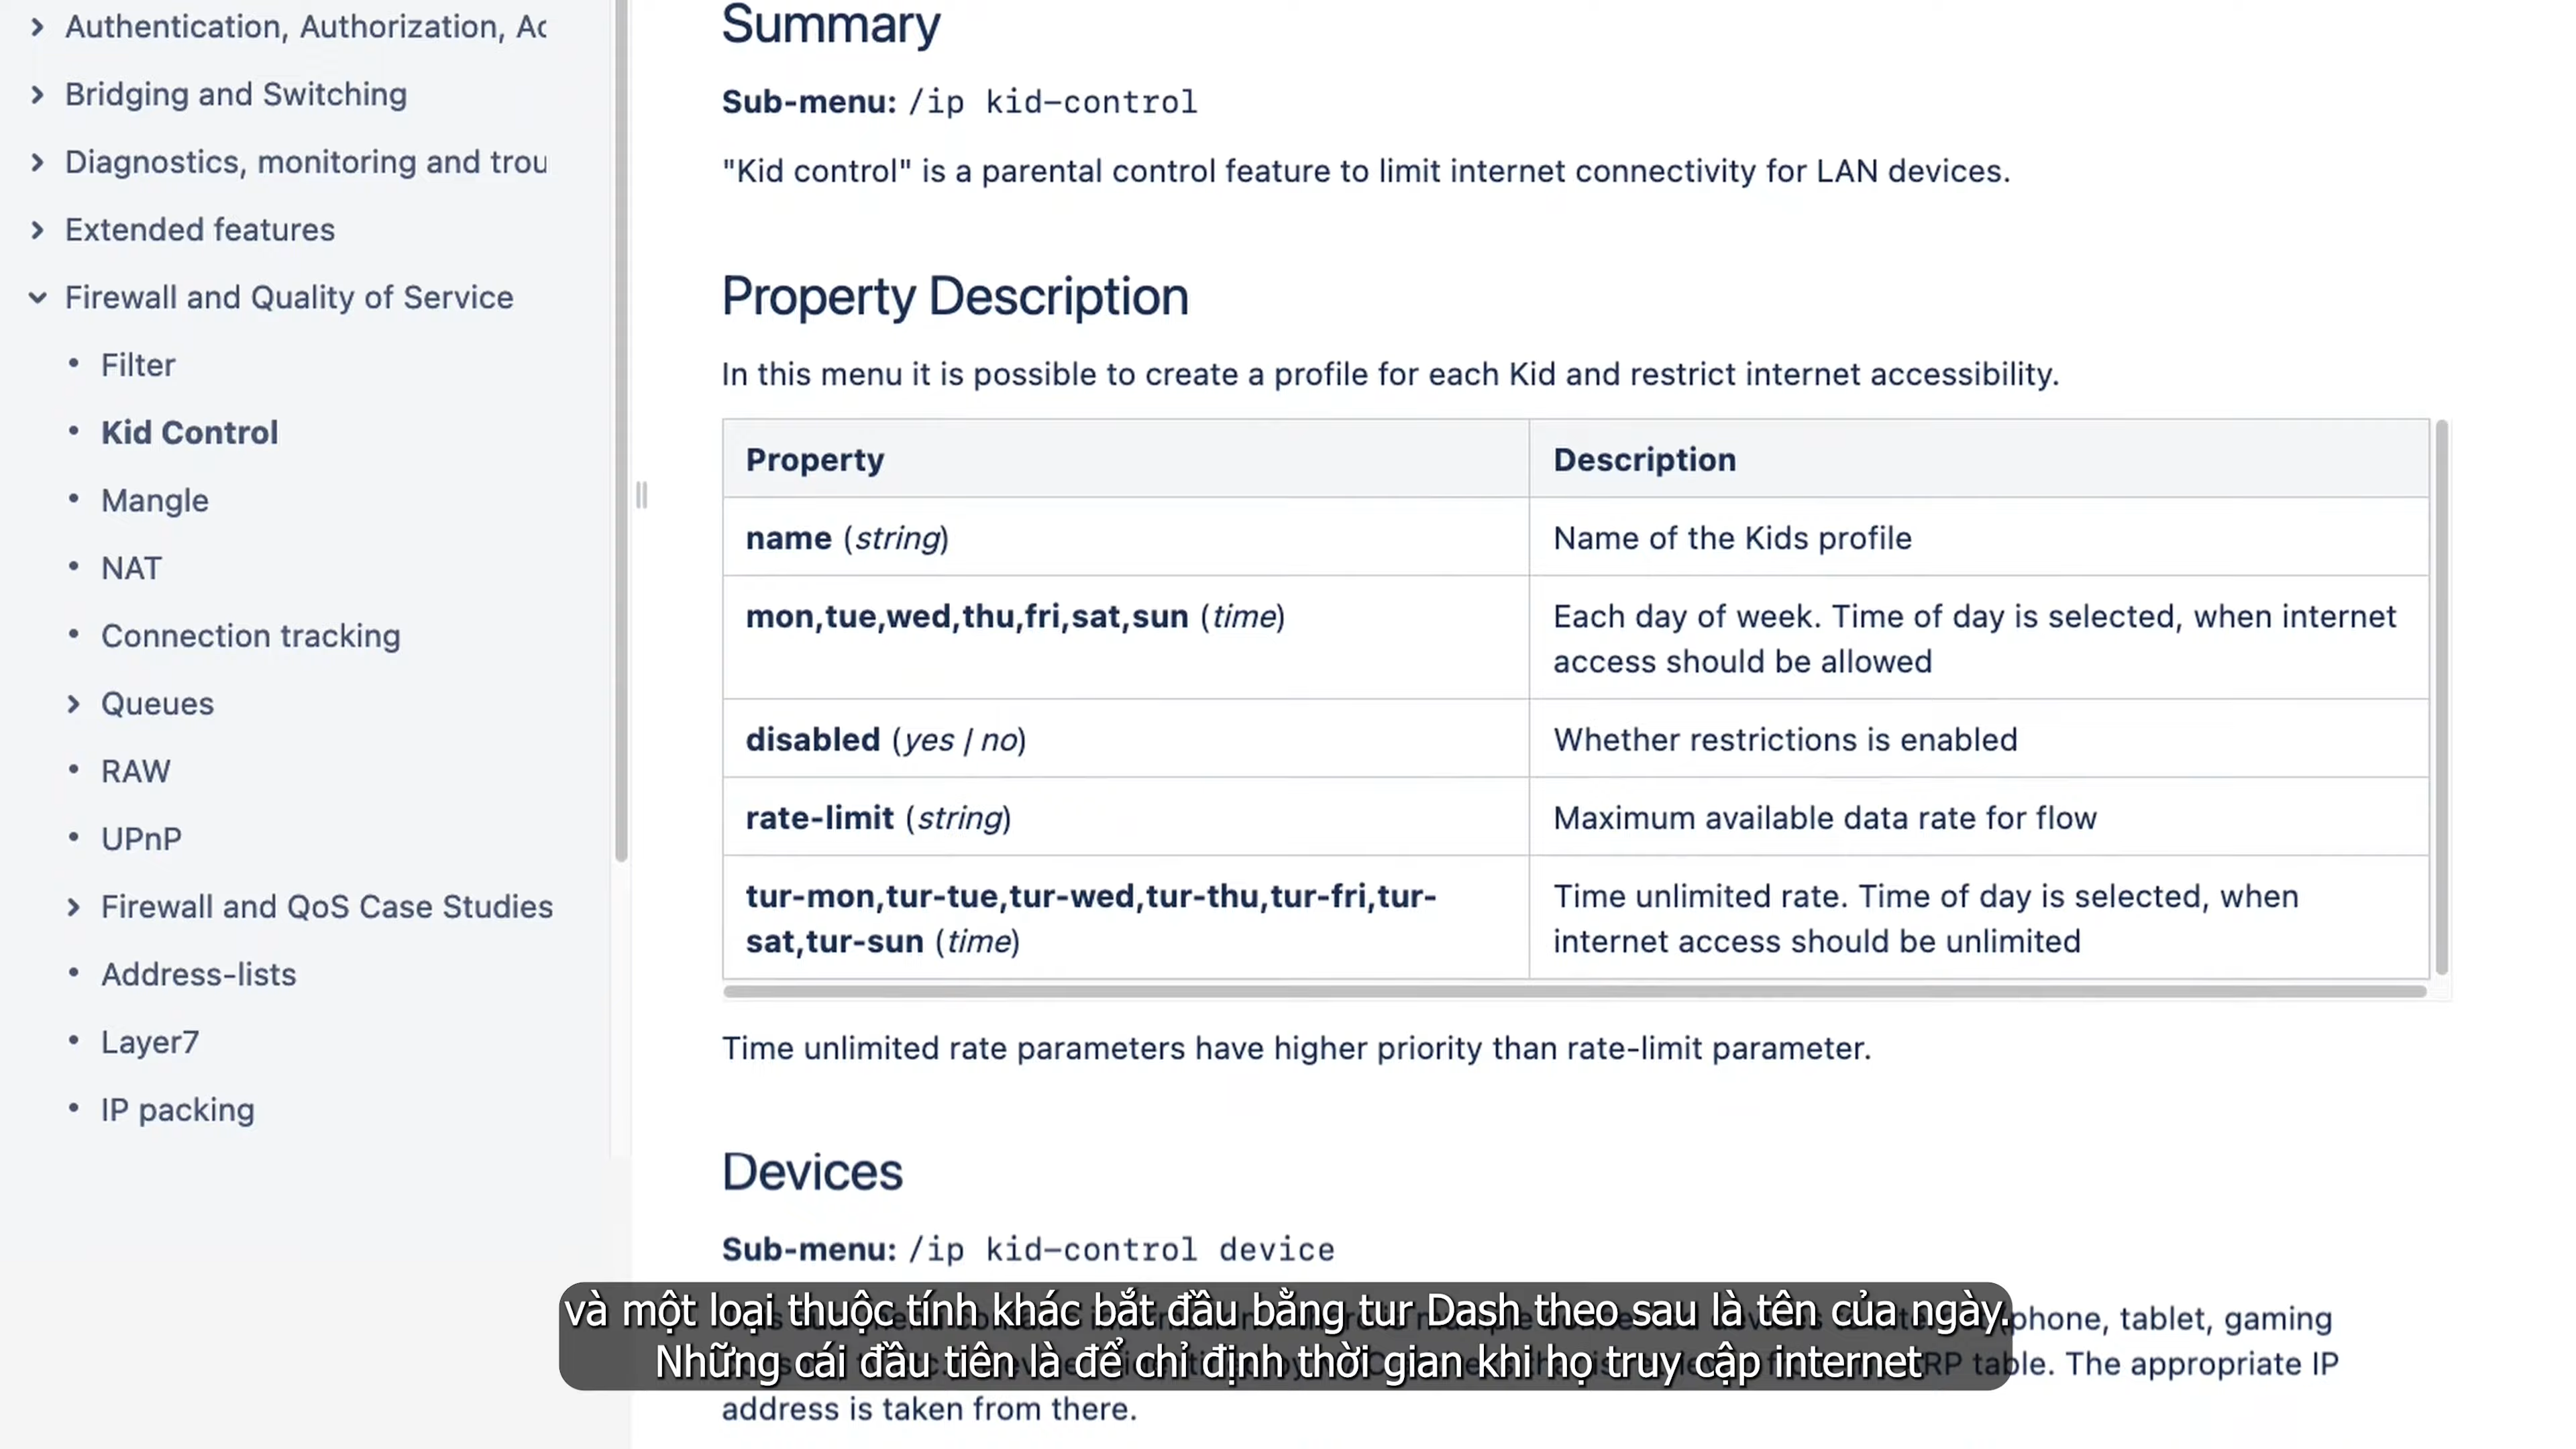 Authentication, Authorization, Ac
Bridging and Switching
Diagnostics, monitoring and trou
Extended features
Firewall and Quality of Service
Filter
Kid Control
Mangle
NAT
Connection tracking
Queues
RAW
UPnP
Firewall and QoS Case Studies
Address-lists
Layer7
IP packing
Summary
Sub-menu: /ip kid-control
"Kid control" is a parental control feature to limit internet connectivity for LAN devices.
Property Description
In this menu it is possible to create a profile for each Kid and restrict internet accessibility.
Property Description
name (string) Name of the Kids profile
mon,tue,wed,thu,fri,sat,sun (time) Each day of week. Time of day is selected, when internet
access should be allowed
disabled (yes / no) Whether restrictions is enabled
rate-limit (string) Maximum available data rate for flow
tur-mon,tur-tue,tur-wed,tur-thu,tur-fri,tur- Time unlimited rate. Time of day is selected, when
sat,tur-sun (time) internet access should be unlimited
Time unlimited rate parameters have higher priority than rate-limit parameter.
Devices
Sub-menu: /ip kid-control device
phone, tablet, gaming
RP table. The appropriate IP
address is taken from there.
và một loại thuộc tính khác bắt đầu bằng tur Dash theo sau là tên của ngày.
Những cái đầu tiên là để chỉ định thời gian khi họ truy cập internet